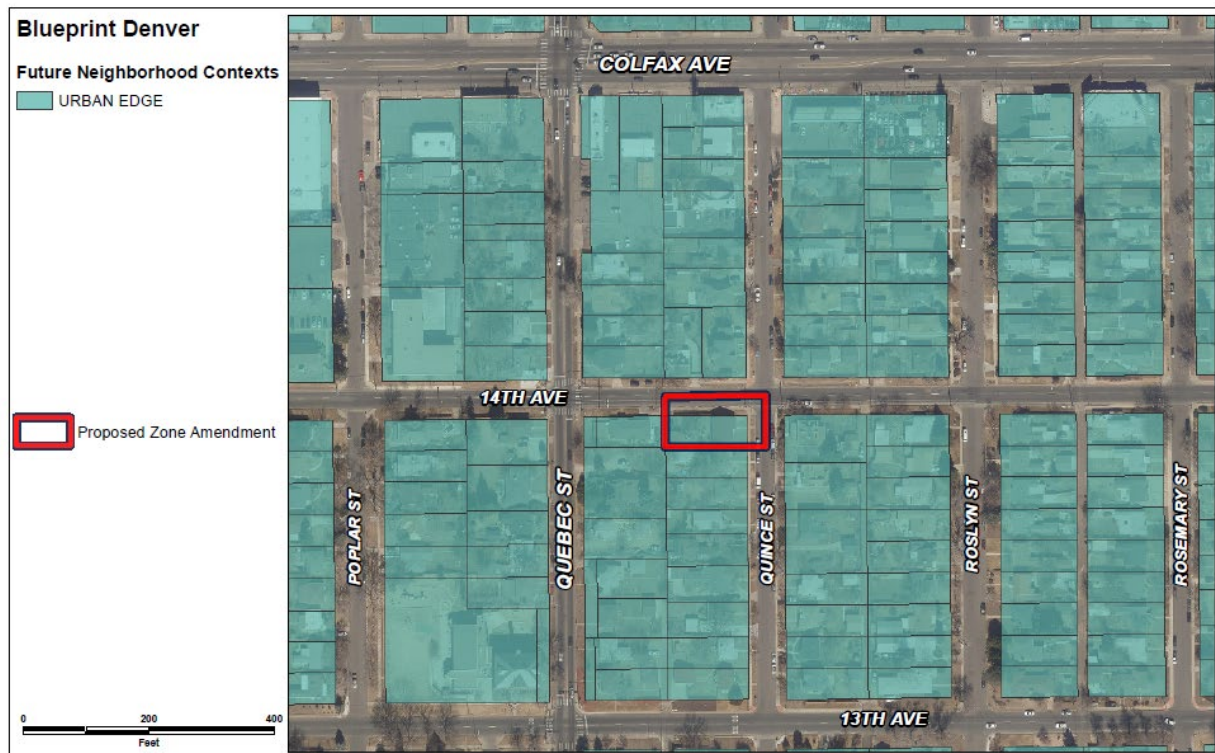 Blueprint Denver
Future Neighborhood Contexts
URBAN EDGE
Proposed Zone Amendment
0 200 400
Feet
COLFAX AVE
14TH AVE
POPLAR ST
QUEBEC ST
QUINCE ST
ROSLYN ST
ROSEMARY ST
13TH AVE